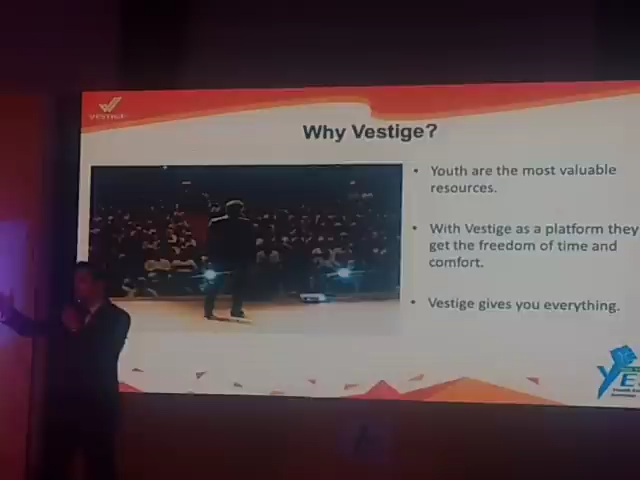 VESTIGE
Why Vestige?
• Youth are the most valuable
resources.
• With Vestige as a platform they
get the freedom of time and
comfort.
• Vestige gives you everything.